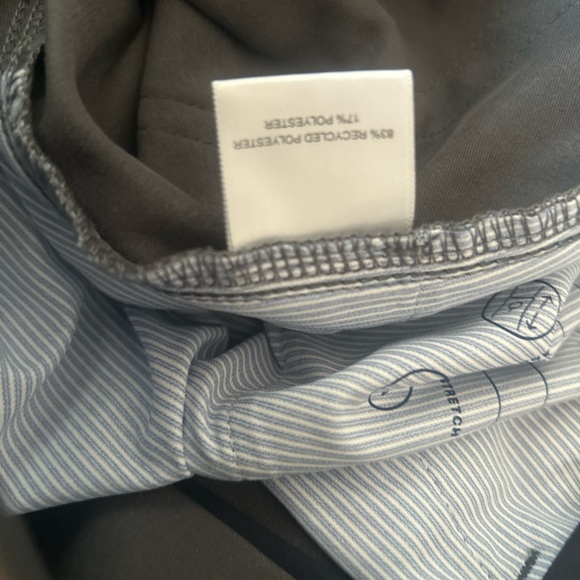 83% RECYCLED POLYESTER
17% POLYESTER
STRETCH